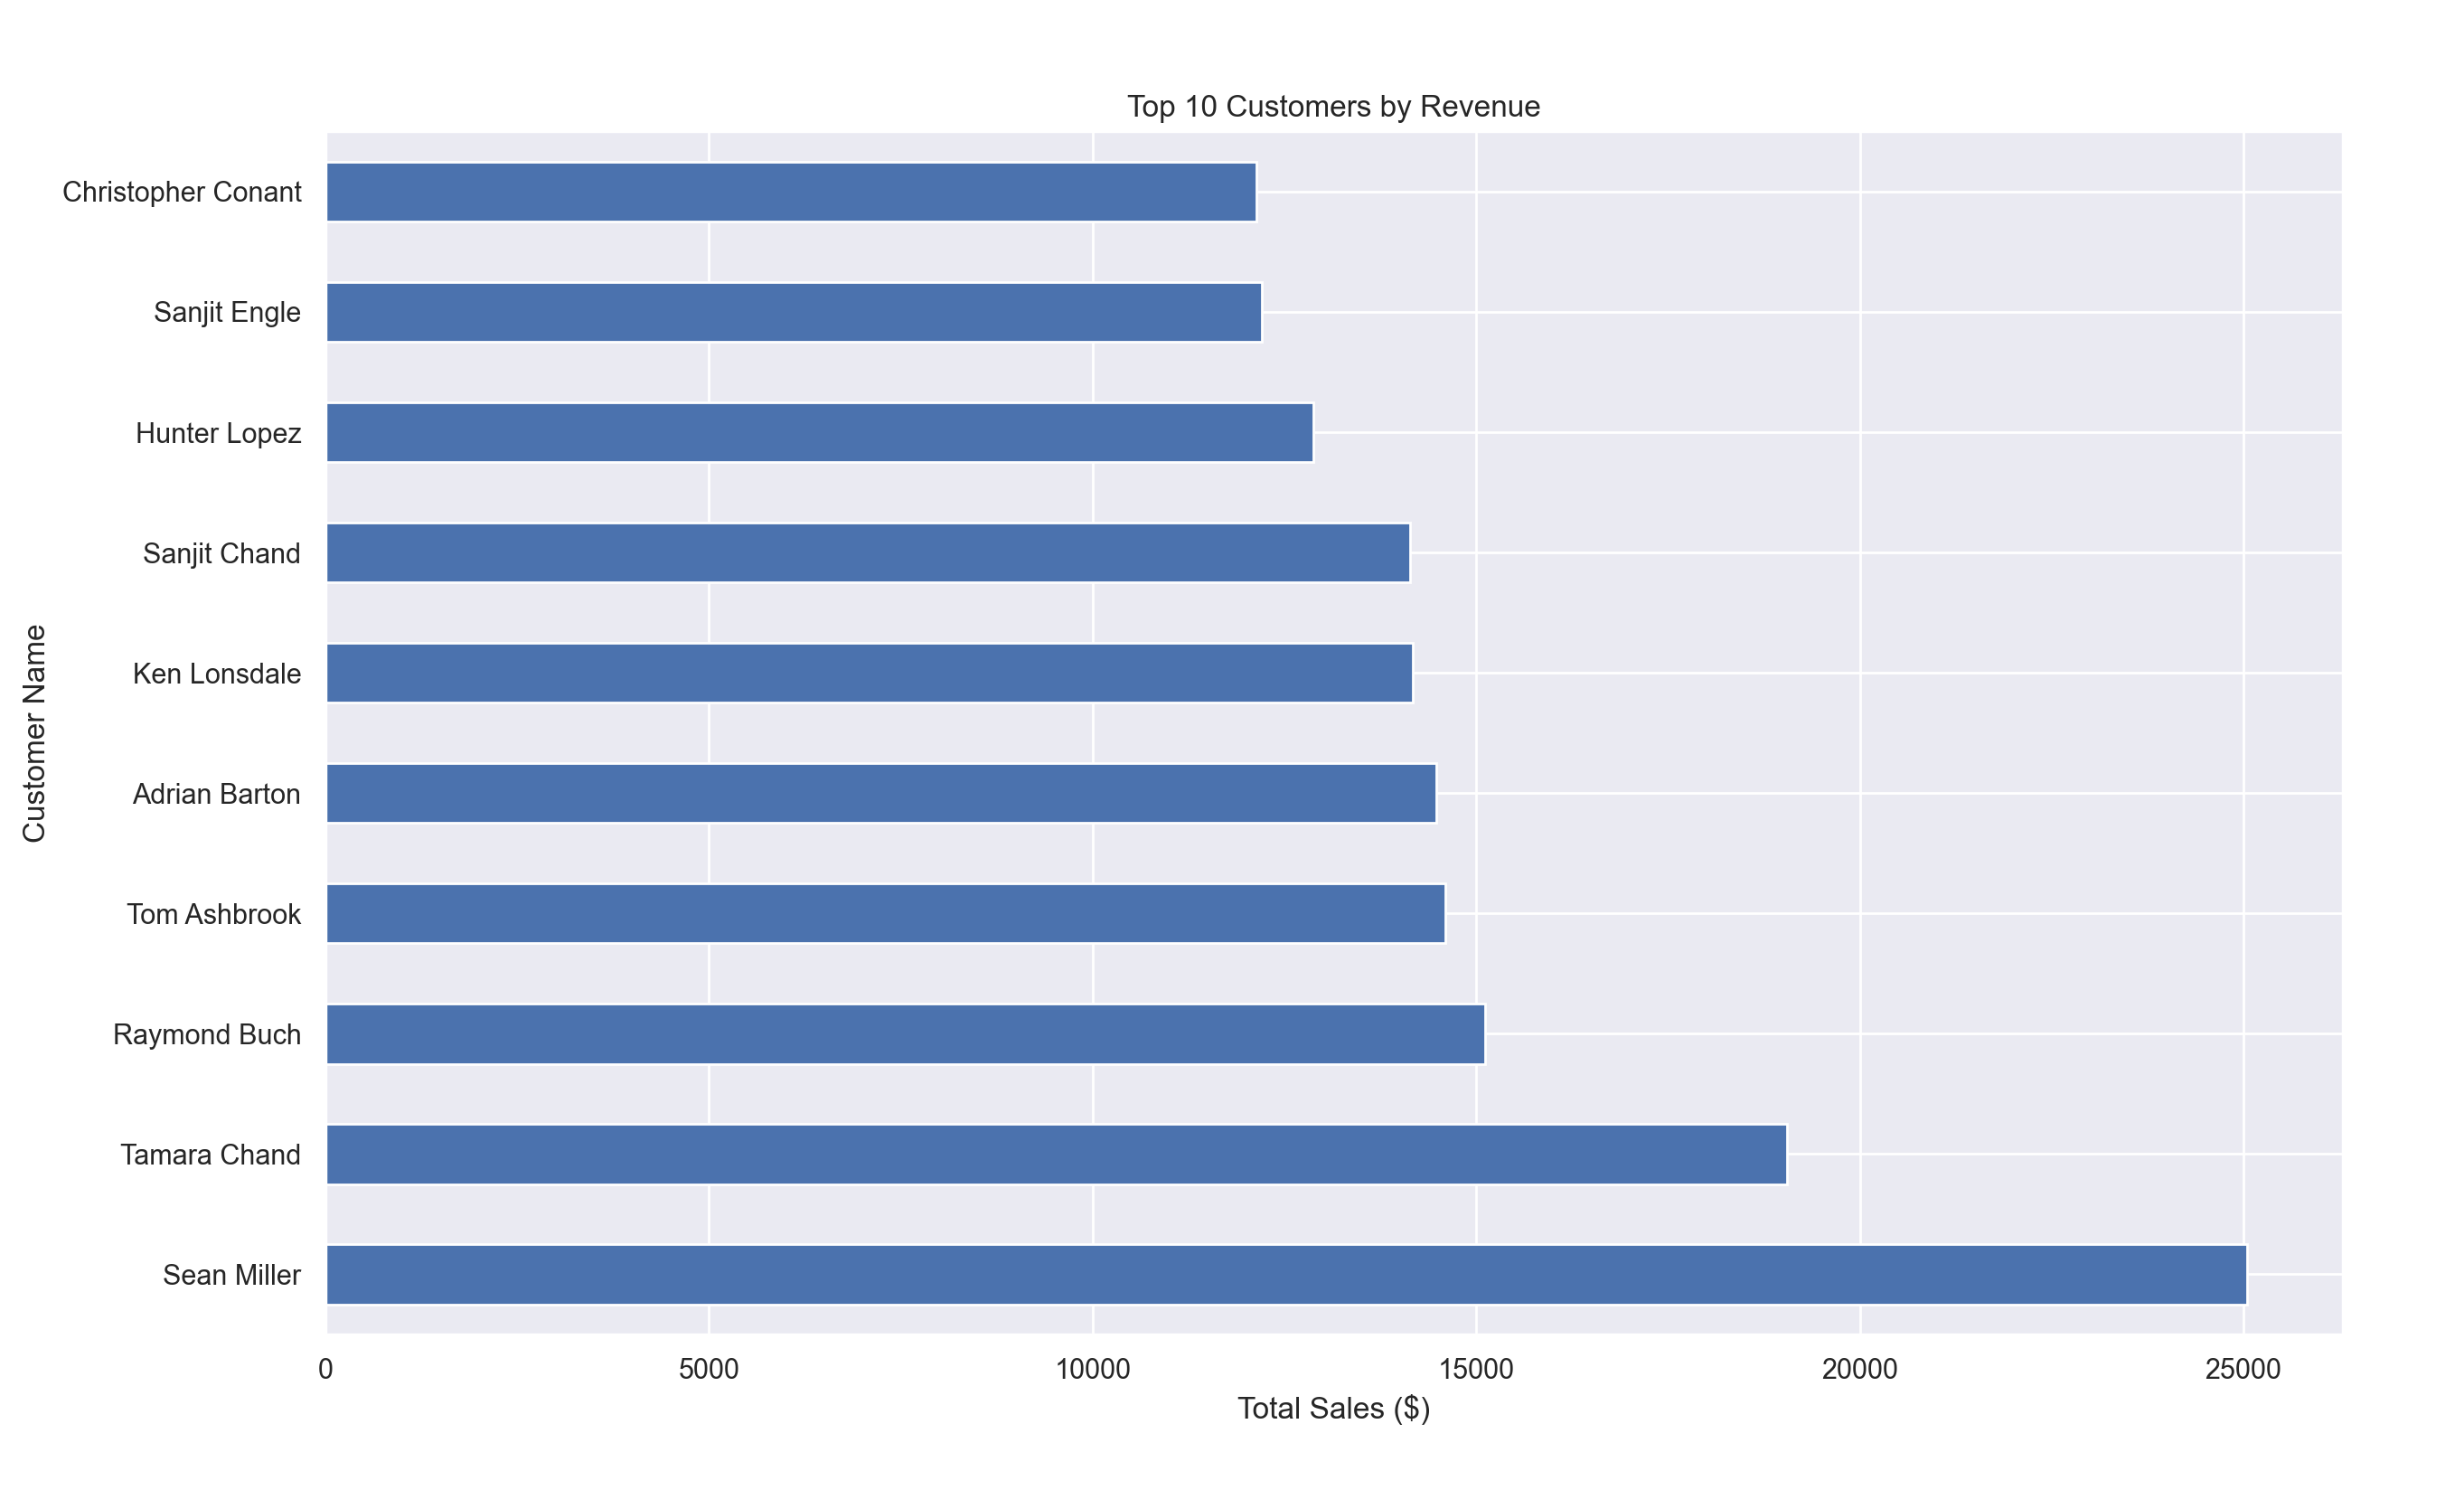 Top 10 Customers by Revenue
Christopher Conant
Sanjit Engle
Hunter Lopez
Sanjit Chand
Ken Lonsdale
Adrian Barton
Tom Ashbrook
Raymond Buch
Tamara Chand
Sean Miller
Customer Name
0 5000 10000 15000 20000 25000
Total Sales ($)